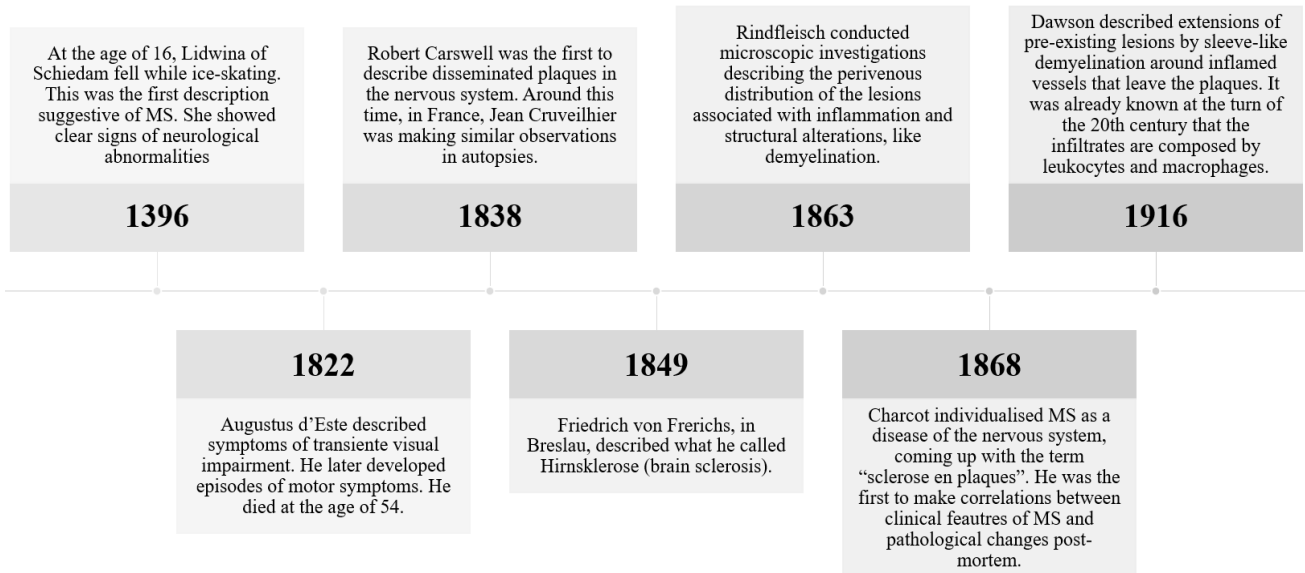 At the age of 16, Lidwina of
Schiedam fell while ice-skating.
This was the first description
suggestive of MS. She showed
clear signs of neurological
abnormalities
1396
1822
Augustus d’Este described
symptoms of transiente visual
impairment. He later developed
episodes of motor symptoms. He
died at the age of 54.
Robert Carswell was the first to
describe disseminated plaques in
the nervous system. Around this
time, in France, Jean Cruveilhier
was making similar observations
in autopsies.
1838
1849
Friedrich von Frerichs, in
Breslau, described what he called
Hirnsklerose (brain sclerosis).
Rindfleisch conducted
microscopic investigations
describing the perivenous
distribution of the lesions
associated with inflammation and
structural alterations, like
demyelination.
1863
1868
Charcot individualised MS as a
disease of the nervous system,
coming up with the term
“sclerose en plaques”. He was the
first to make correlations between
clinical feautres of MS and
pathological changes post-
mortem.
Dawson described extensions of
pre-existing lesions by sleeve-like
demyelination around inflamed
vessels that leave the plaques. It
was already known at the turn of
the 20th century that the
infiltrates are composed by
leukocytes and macrophages.
1916